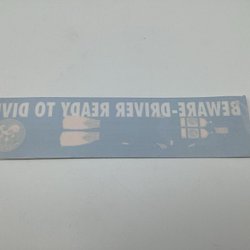 BEWARE-DRIVER READY TO DIV